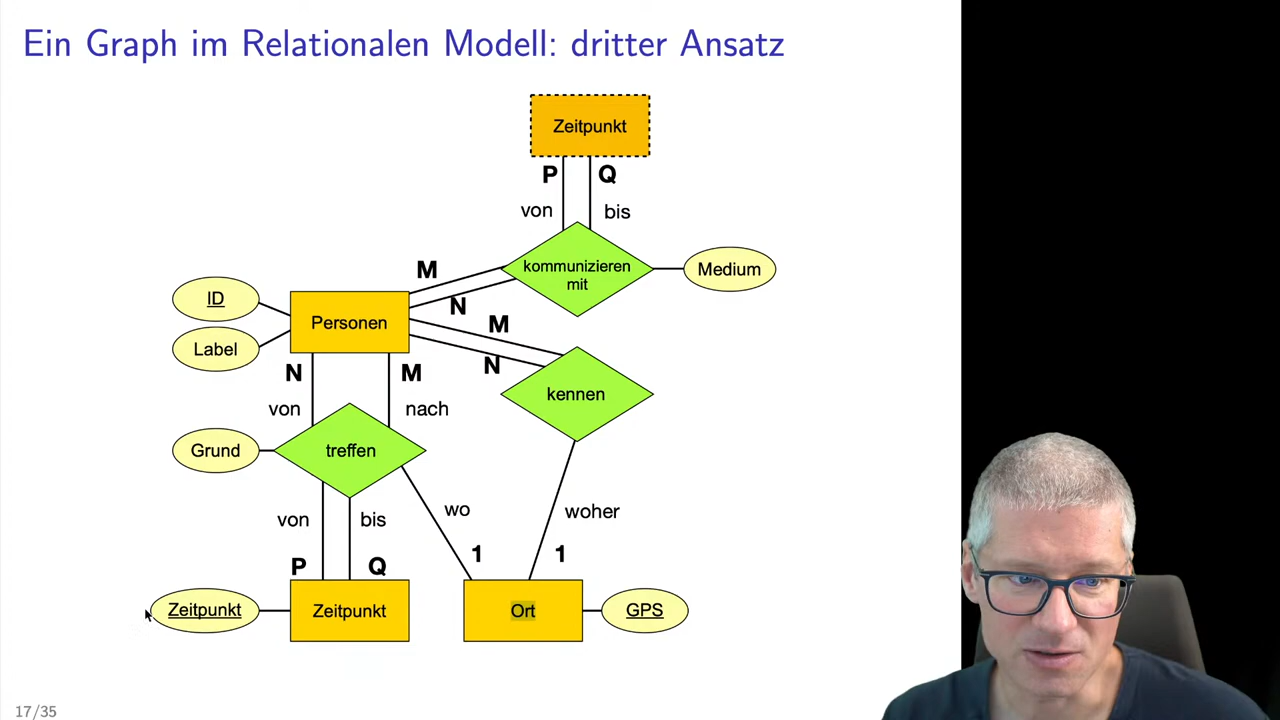 Ein Graph im Relationalen Modell: dritter Ansatz
Zeitpunkt
P
Q
von
bis
kommunizieren
mit
Medium
M
N
ID
Label
Personen
M
N
kennen
N
M
von
nach
Grund
treffen
von
bis
wo
woher
P
Q
1
1
Zeitpunkt
Zeitpunkt
Ort
GPS
17/35